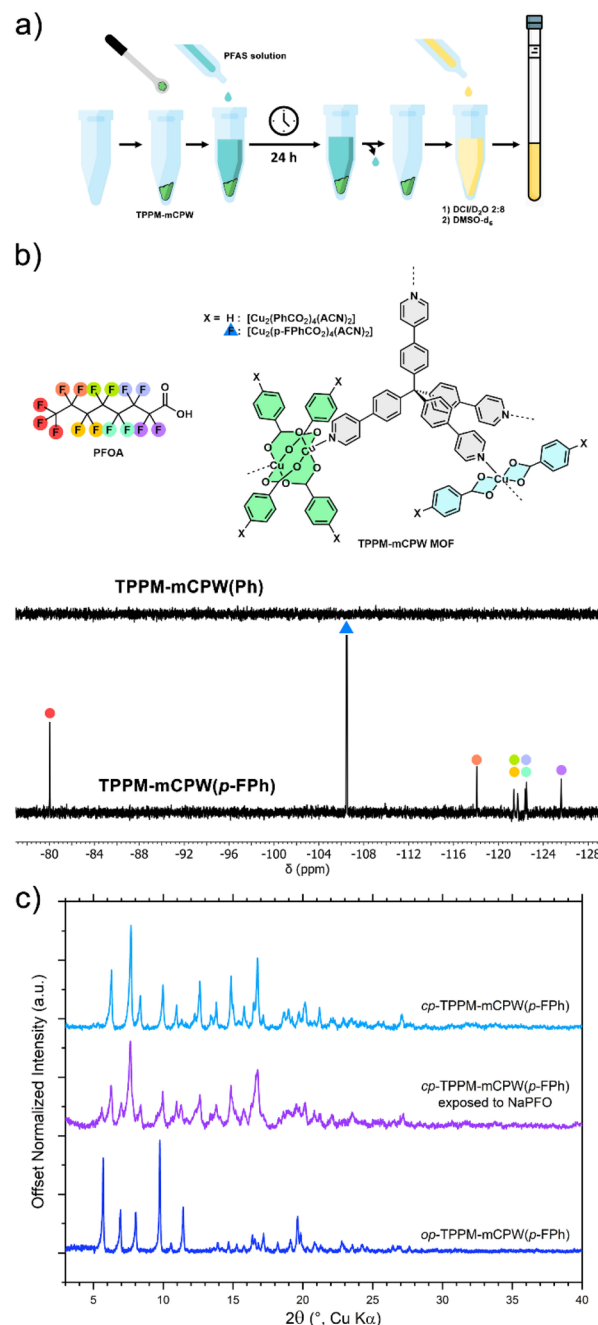 a)
PFAS solution
24 h
TPPM-mCPW
1) DCl/D₂O 2:8
2) DMSO-d₆
b)
X = H : [Cu₂(PhCO₂)₄(ACN)₂]
F : [Cu₂(p-FPhCO₂)₄(ACN)₂]
N
X
X
F F F F F F
F
F
F
F F F F F F
O
OH
PFOA
N
N
N
O O
Cu
O
O
O
O
Cu
O
O
X
X
O
O
Cu
O
O
X
X
TPPM-mCPW MOF
TPPM-mCPW(Ph)
TPPM-mCPW(p-FPh)
-80 -84 -88 -92 -96 -100 -104 -108 -112 -116 -120 -124 -128
δ (ppm)
c)
Offset Normalized Intensity (a.u.)
cp-TPPM-mCPW(p-FPh)
cp-TPPM-mCPW(p-FPh)
exposed to NaPFO
op-TPPM-mCPW(p-FPh)
5 10 15 20 25 30 35 40
2θ (°, Cu Kα)